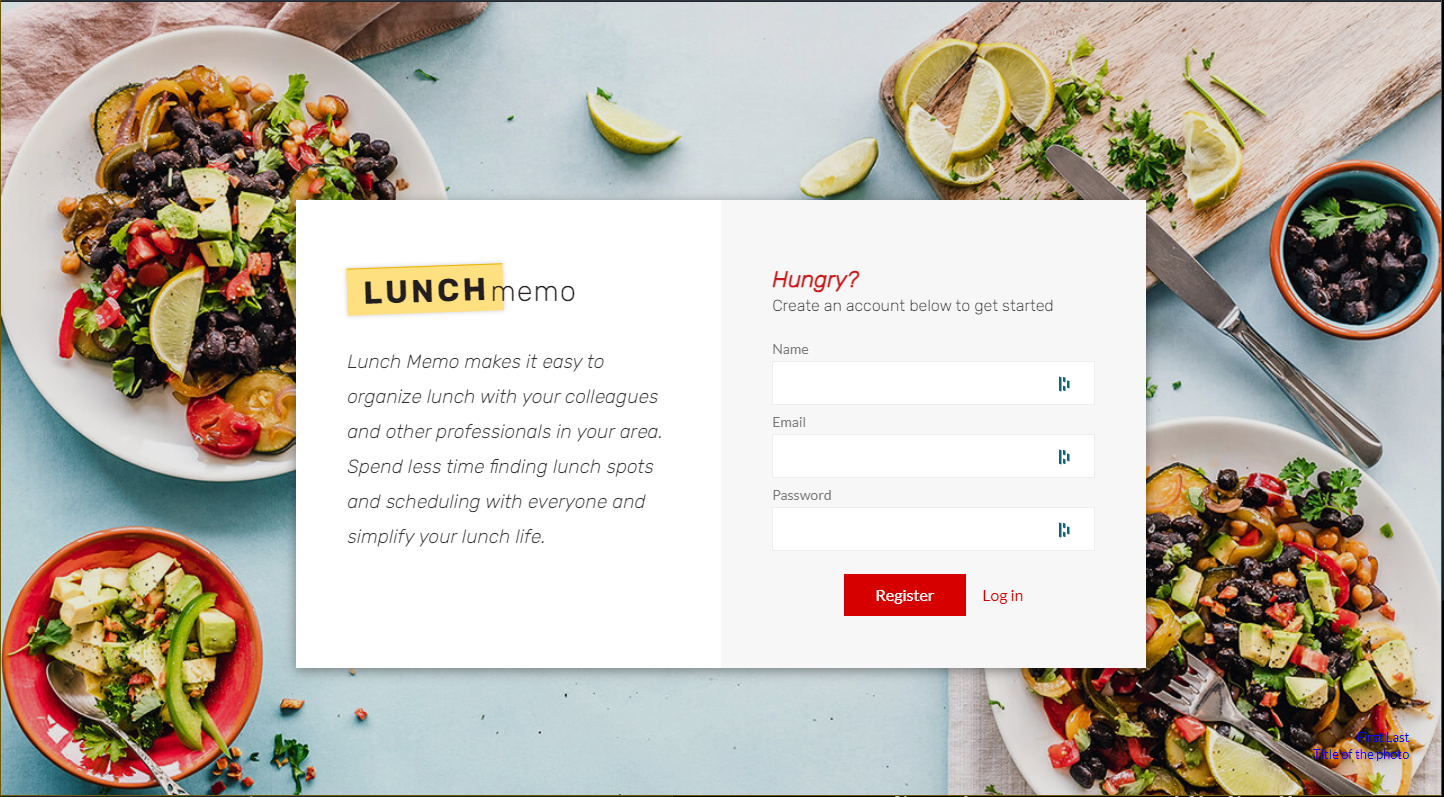 LUNCHmemo
Lunch Memo makes it easy to
organize lunch with your colleagues
and other professionals in your area.
Spend less time finding lunch spots
and scheduling with everyone and
simplify your lunch life.
Hungry?
Create an account below to get started
Name
Email
Password
Register Log in
First Last
Title of the photo